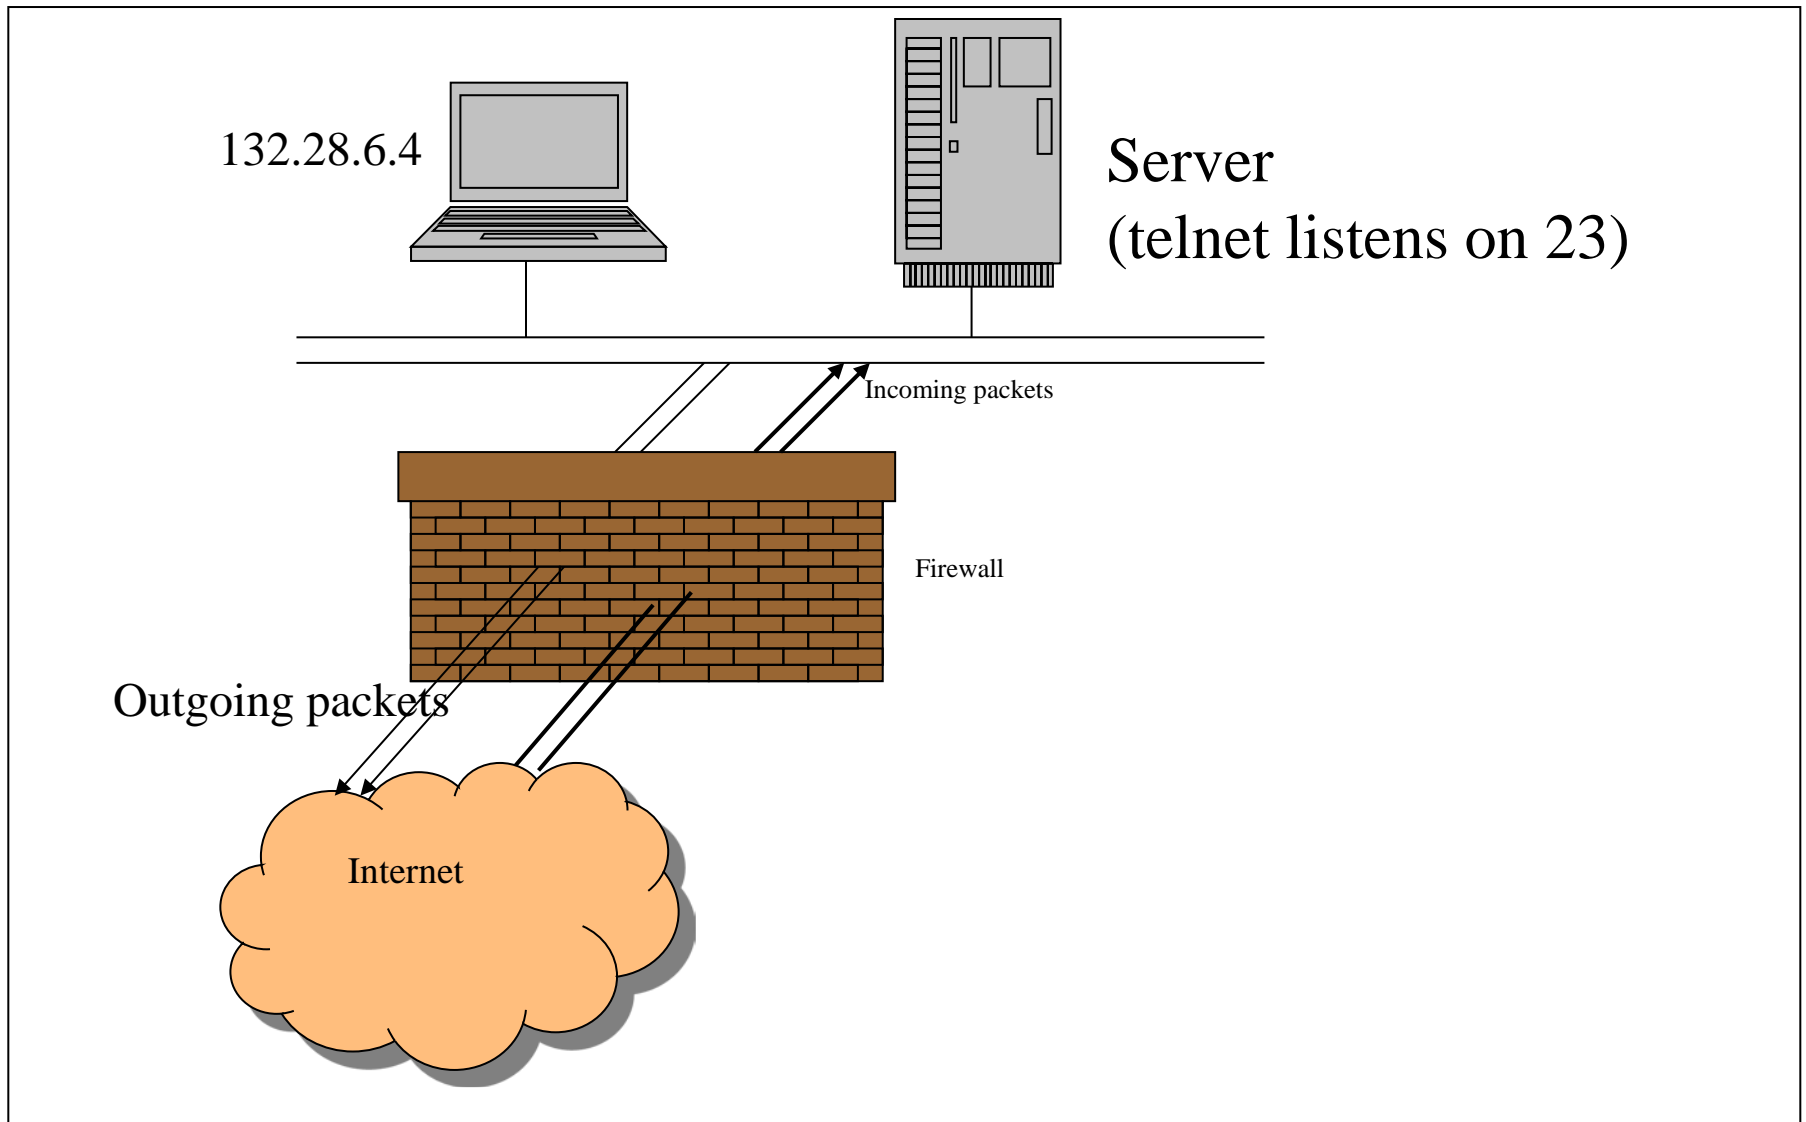 132.28.6.4
Server
(telnet listens on 23)
Incoming packets
Firewall
Outgoing packets
Internet